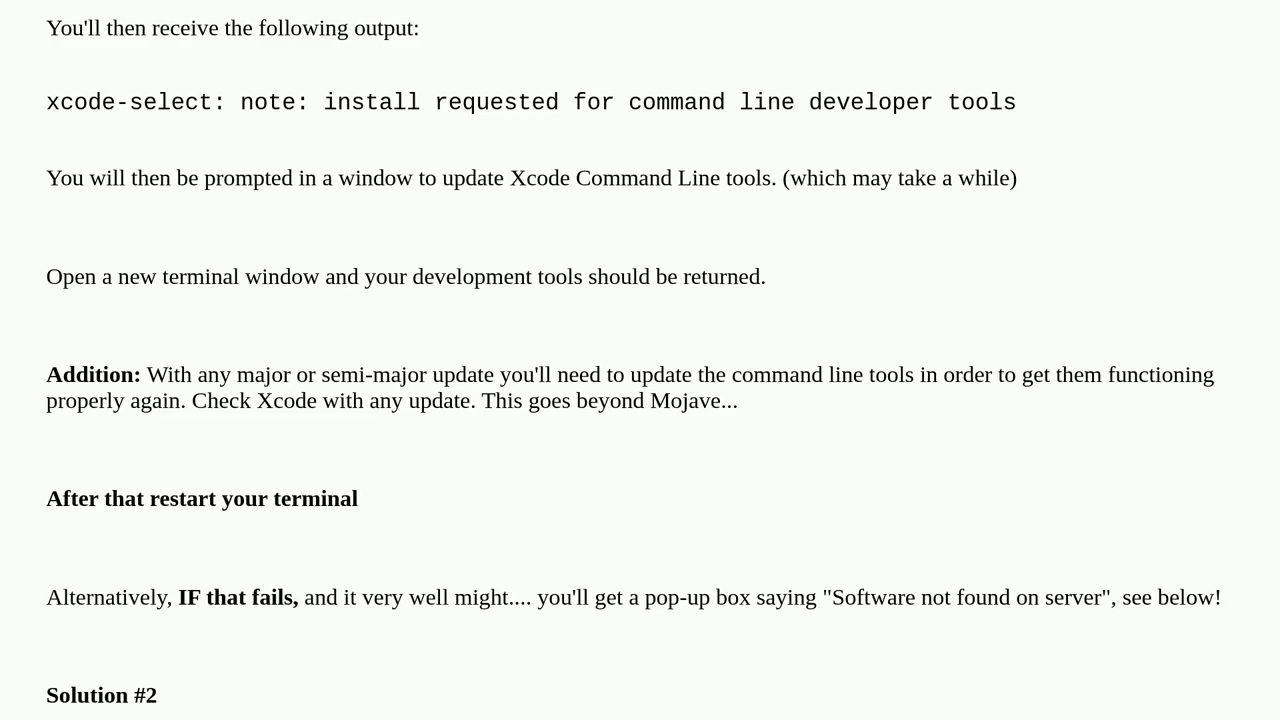 You'll then receive the following output:
xcode-select: note: install requested for command line developer tools
You will then be prompted in a window to update Xcode Command Line tools. (which may take a while)
Open a new terminal window and your development tools should be returned.
Addition: With any major or semi-major update you'll need to update the command line tools in order to get them functioning
properly again. Check Xcode with any update. This goes beyond Mojave...
After that restart your terminal
Alternatively, IF that fails, and it very well might.... you'll get a pop-up box saying "Software not found on server", see below!
Solution #2